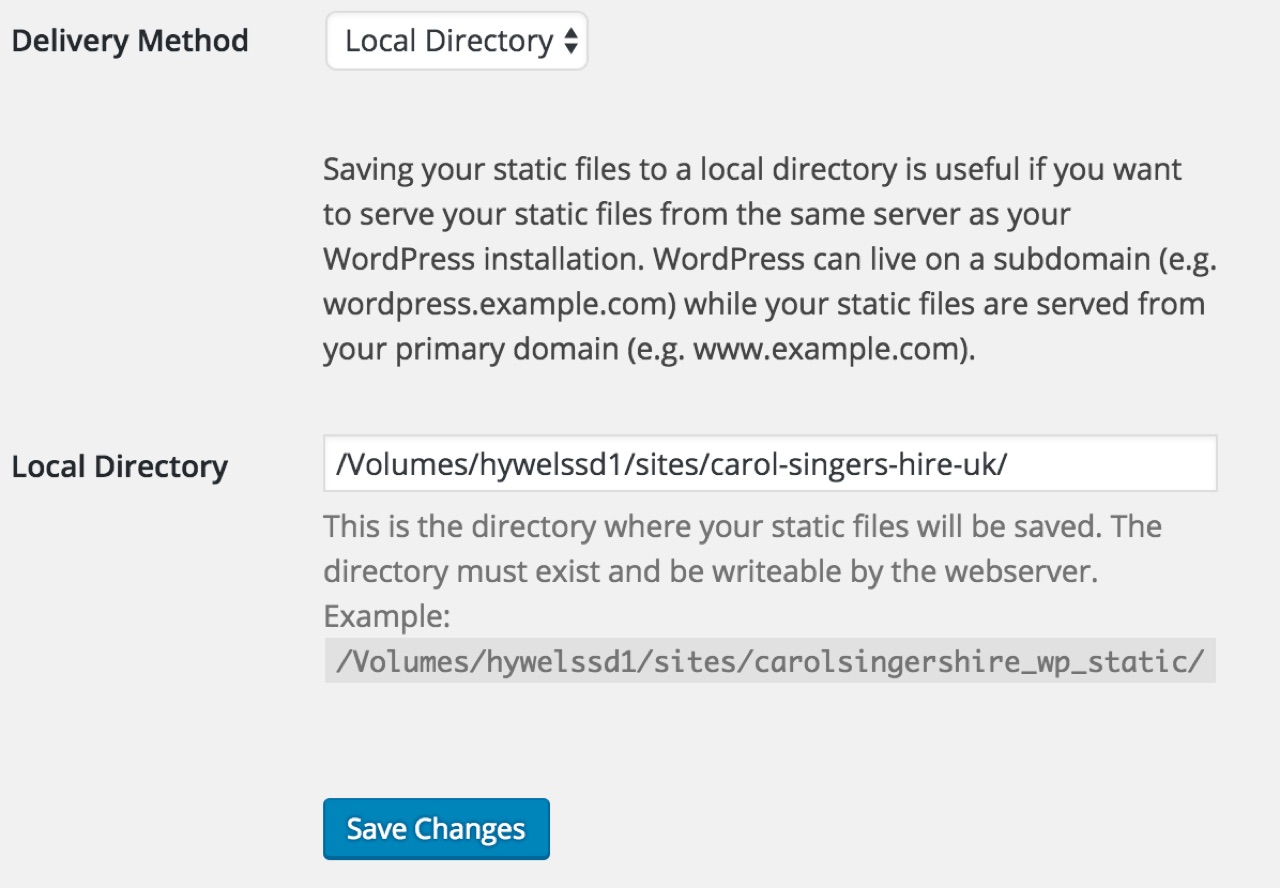 Delivery Method
Local Directory
Saving your static files to a local directory is useful if you want
to serve your static files from the same server as your
WordPress installation. WordPress can live on a subdomain (e.g.
wordpress.example.com) while your static files are served from
your primary domain (e.g. www.example.com).
Local Directory
/Volumes/hywelssd1/sites/carol-singers-hire-uk/
This is the directory where your static files will be saved. The
directory must exist and be writeable by the webserver.
Example:
/Volumes/hywelssd1/sites/carolsingershire_wp_static/
Save Changes